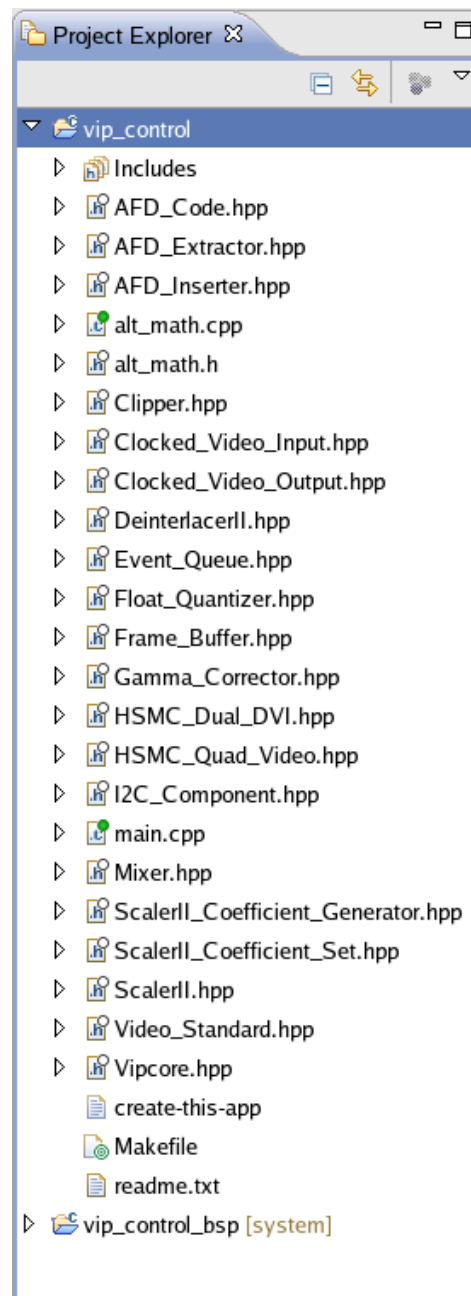 Project Explorer
vip_control
Includes
AFD_Code.hpp
AFD_Extractor.hpp
AFD_Inserter.hpp
alt_math.cpp
alt_math.h
Clipper.hpp
Clocked_Video_Input.hpp
Clocked_Video_Output.hpp
DeinterlacerII.hpp
Event_Queue.hpp
Float_Quantizer.hpp
Frame_Buffer.hpp
Gamma_Corrector.hpp
HSMC_Dual_DVI.hpp
HSMC_Quad_Video.hpp
I2C_Component.hpp
main.cpp
Mixer.hpp
ScalerII_Coefficient_Generator.hpp
ScalerII_Coefficient_Set.hpp
ScalerII.hpp
Video_Standard.hpp
Vipcore.hpp
create-this-app
Makefile
readme.txt
vip_control_bsp [system]